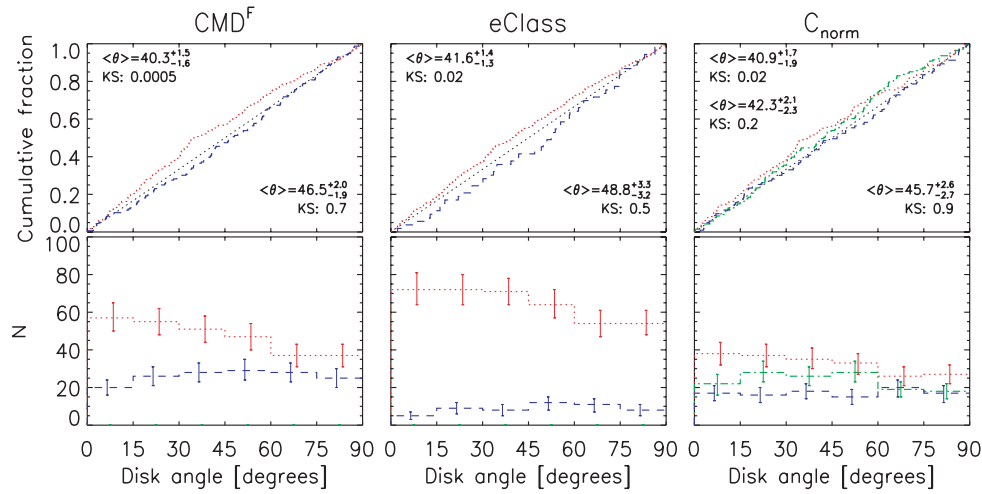 CMD^F eClass C_norm
Cumulative fraction
1.0
0.8
0.6
0.4
0.2
0.0
<θ>=40.3^{+1.5}_{-1.6}
KS: 0.0005
<θ>=46.5^{+2.0}_{-1.9}
KS: 0.7
<θ>=41.6^{+1.4}_{-1.3}
KS: 0.02
<θ>=48.8^{+3.3}_{-3.2}
KS: 0.5
<θ>=40.9^{+1.7}_{-1.9}
KS: 0.02
<θ>=42.3^{+2.1}_{-2.3}
KS: 0.2
<θ>=45.7^{+2.6}_{-2.7}
KS: 0.9
N
100
80
60
40
20
0
0 15 30 45 60 75 90
Disk angle [degrees]
0 15 30 45 60 75 90
Disk angle [degrees]
0 15 30 45 60 75 90
Disk angle [degrees]